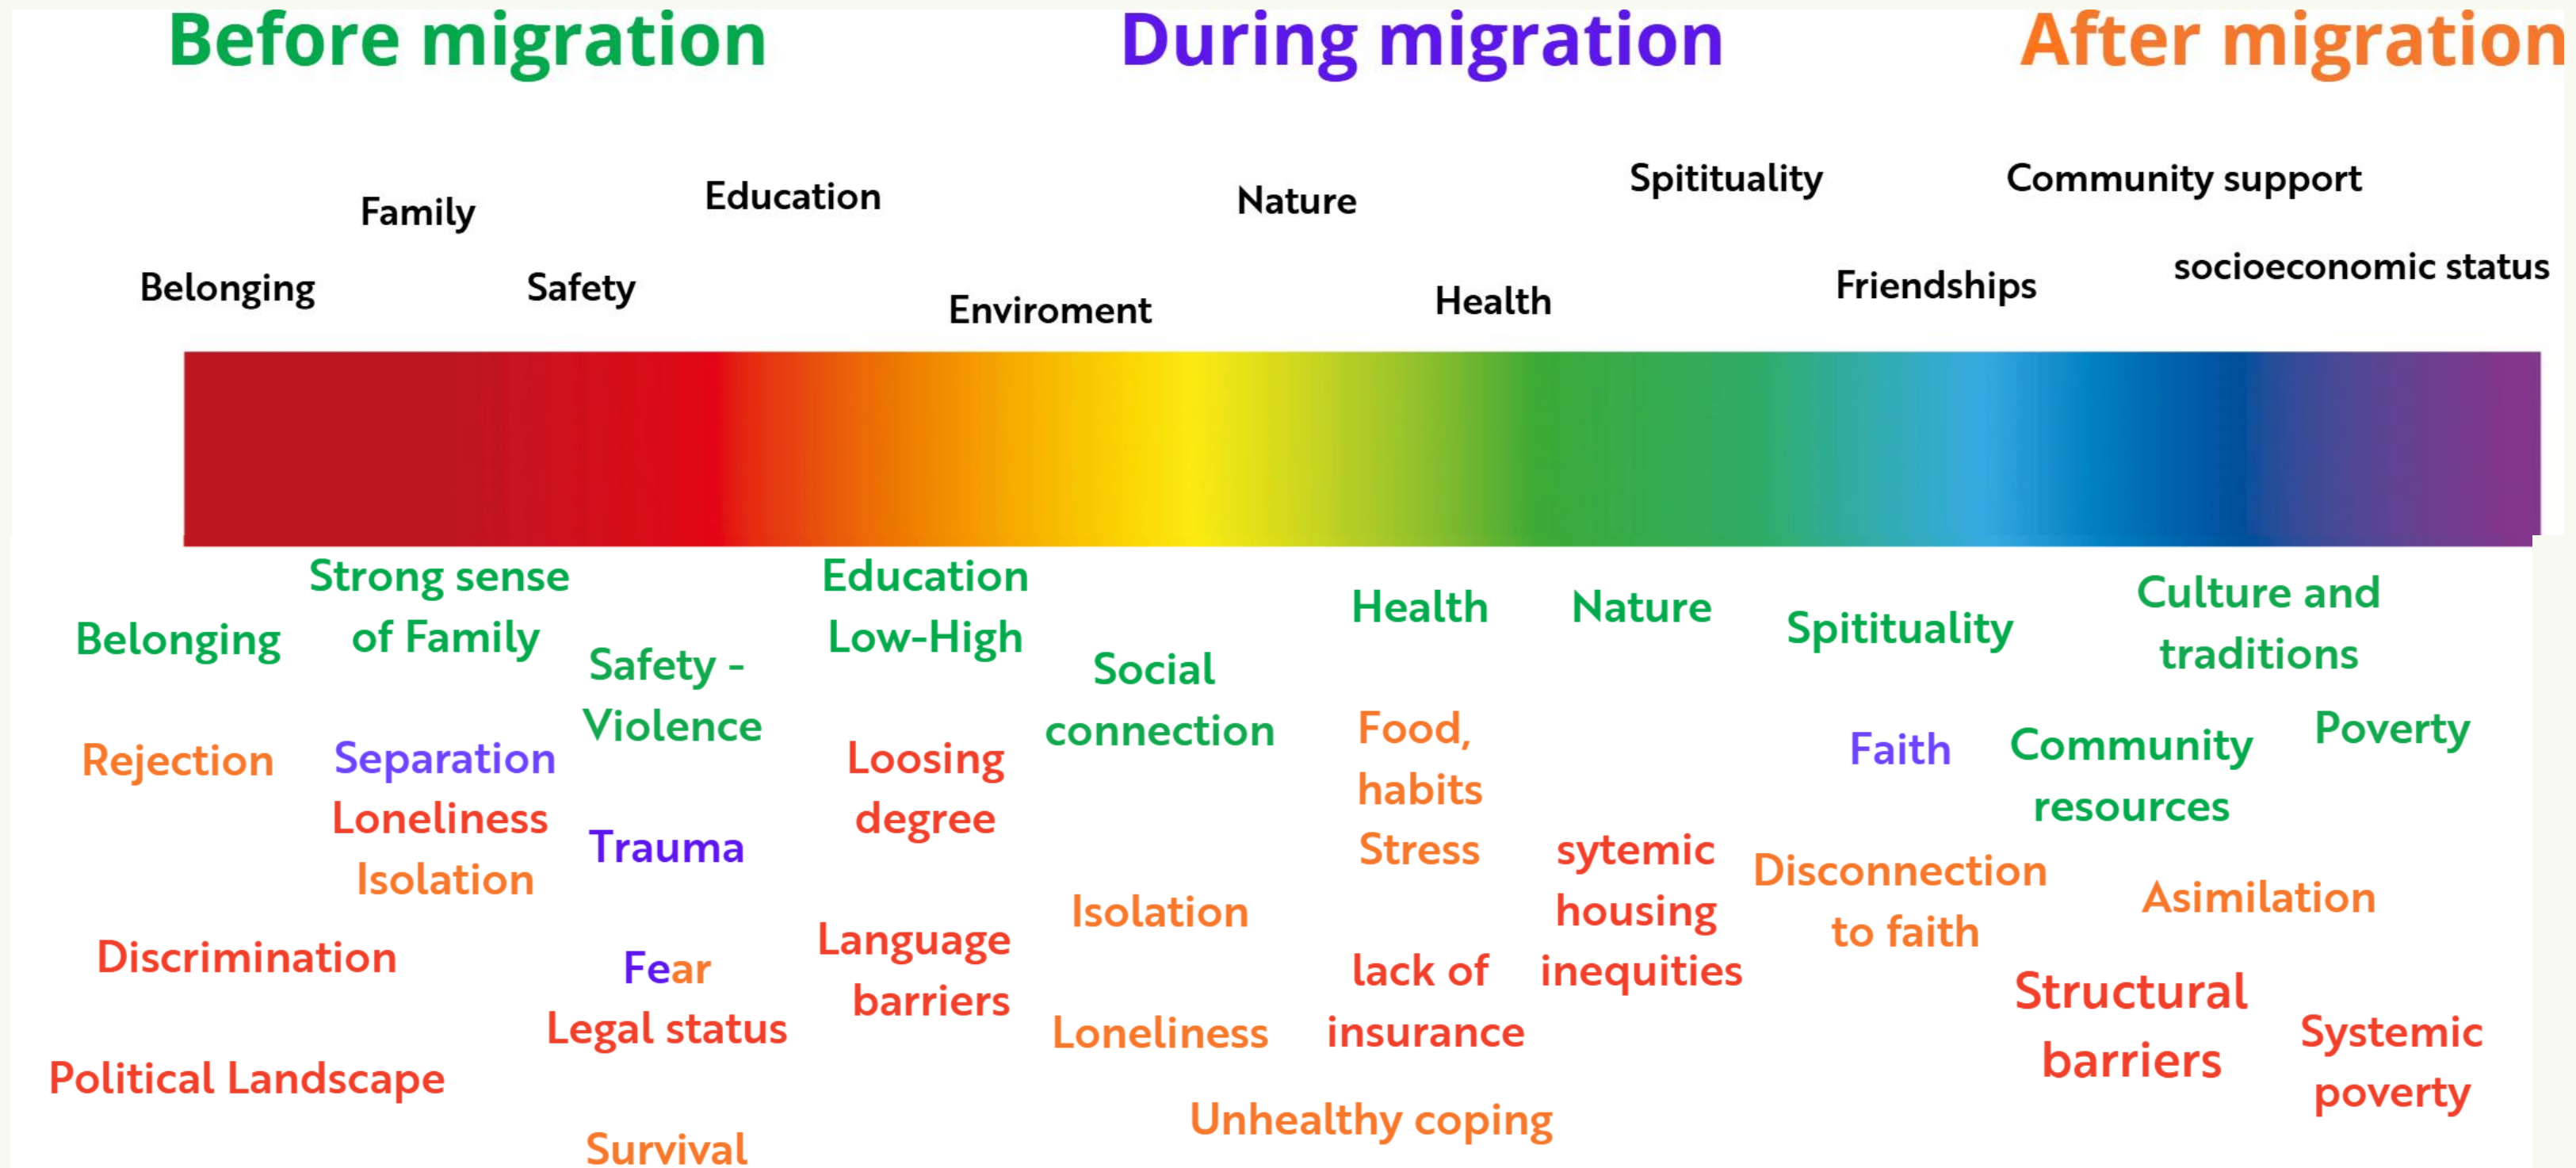 Before migration
During migration
After migration
Family
Education
Nature
Spitituality
Community support
Belonging
Safety
Enviroment
Health
Friendships
socioeconomic status
Belonging
Rejection
Discrimination
Political Landscape
Strong sense
of Family
Separation
Loneliness
Isolation
Safety -
Violence
Trauma
Fear
Legal status
Survival
Education
Low-High
Loosing
degree
Language
barriers
Social
connection
Isolation
Loneliness
Unhealthy coping
Health
Food,
habits
Stress
lack of
insurance
Nature
sytemic
housing
inequities
Spitituality
Faith
Disconnection
to faith
Culture and
traditions
Community
resources
Poverty
Asimilation
Structural
barriers
Systemic
poverty